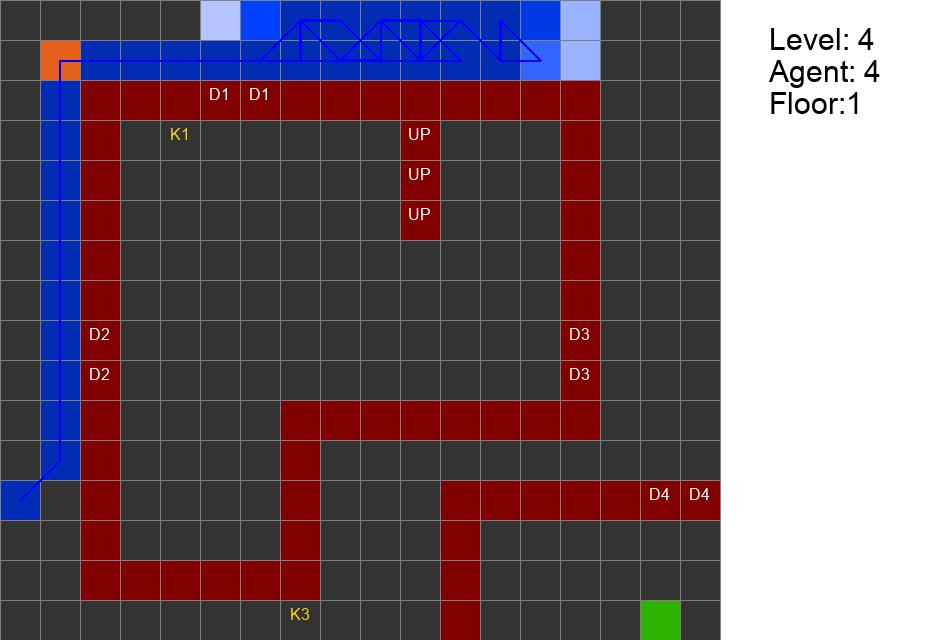 Level: 4
Agent: 4
Floor:1
D1 D1
K1 UP
UP
UP
D2 D3
D2 D3
D4 D4
K3